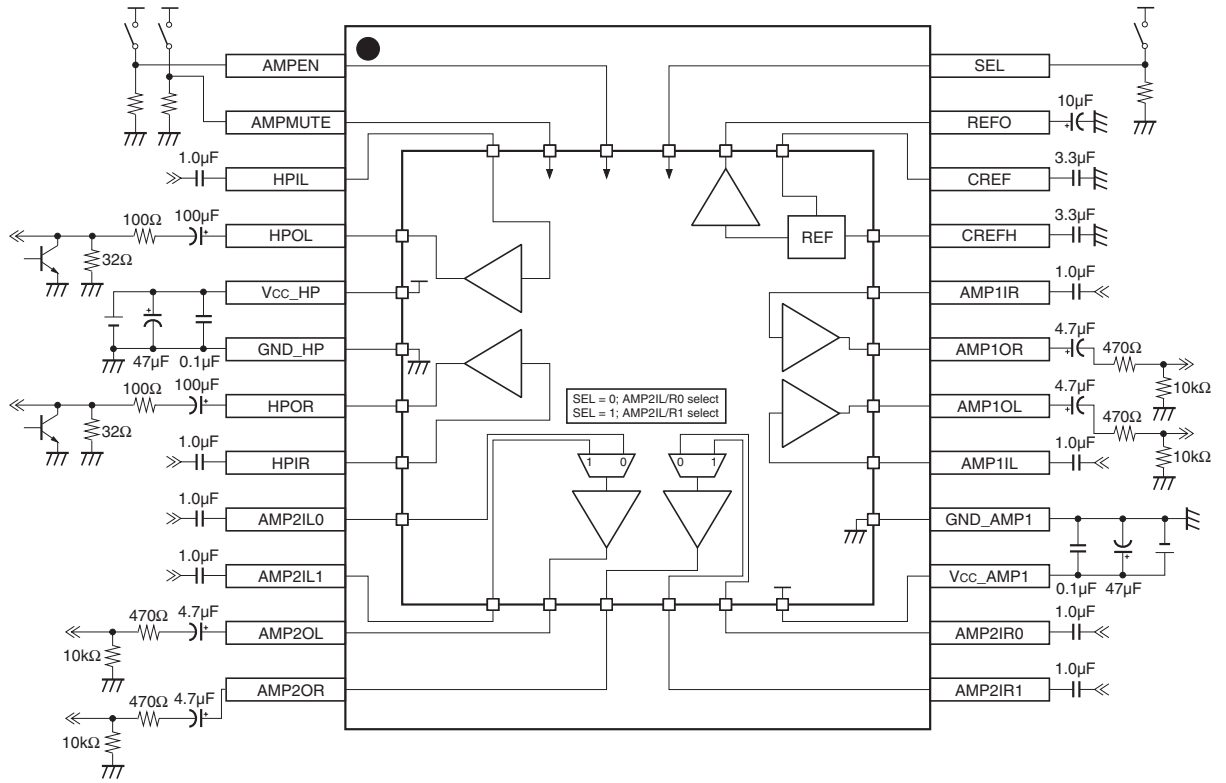 AMPEN
SEL
AMPMUTE
10µF
REFO
1.0µF
HPIL
3.3µF
CREF
100Ω
100µF
HPOL
32Ω
REF
3.3µF
CREFH
VCC_HP
1.0µF
AMP1IR
GND_HP
47µF
0.1µF
4.7µF
AMP1OR
470Ω
10kΩ
100Ω
100µF
HPOR
32Ω
SEL = 0; AMP2IL/R0 select
SEL = 1; AMP2IL/R1 select
4.7µF
AMP1OL
470Ω
10kΩ
1.0µF
HPIR
1 0
0 1
1.0µF
AMP1IL
1.0µF
AMP2IL0
GND_AMP1
1.0µF
AMP2IL1
VCC_AMP1
0.1µF
47µF
470Ω
4.7µF
AMP2OL
10kΩ
1.0µF
AMP2IR0
470Ω
4.7µF
AMP2OR
10kΩ
1.0µF
AMP2IR1